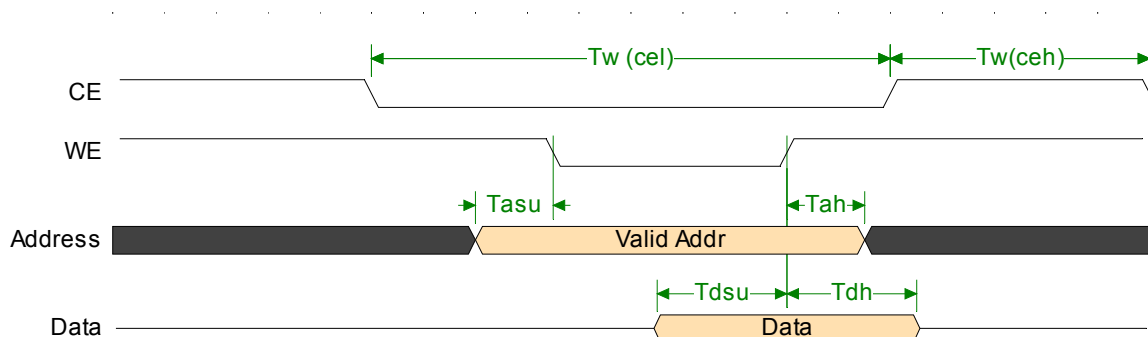 Tw (cel)
Tw(ceh)
CE
WE
Tasu
Tah
Address
Valid Addr
Tdsu
Tdh
Data
Data